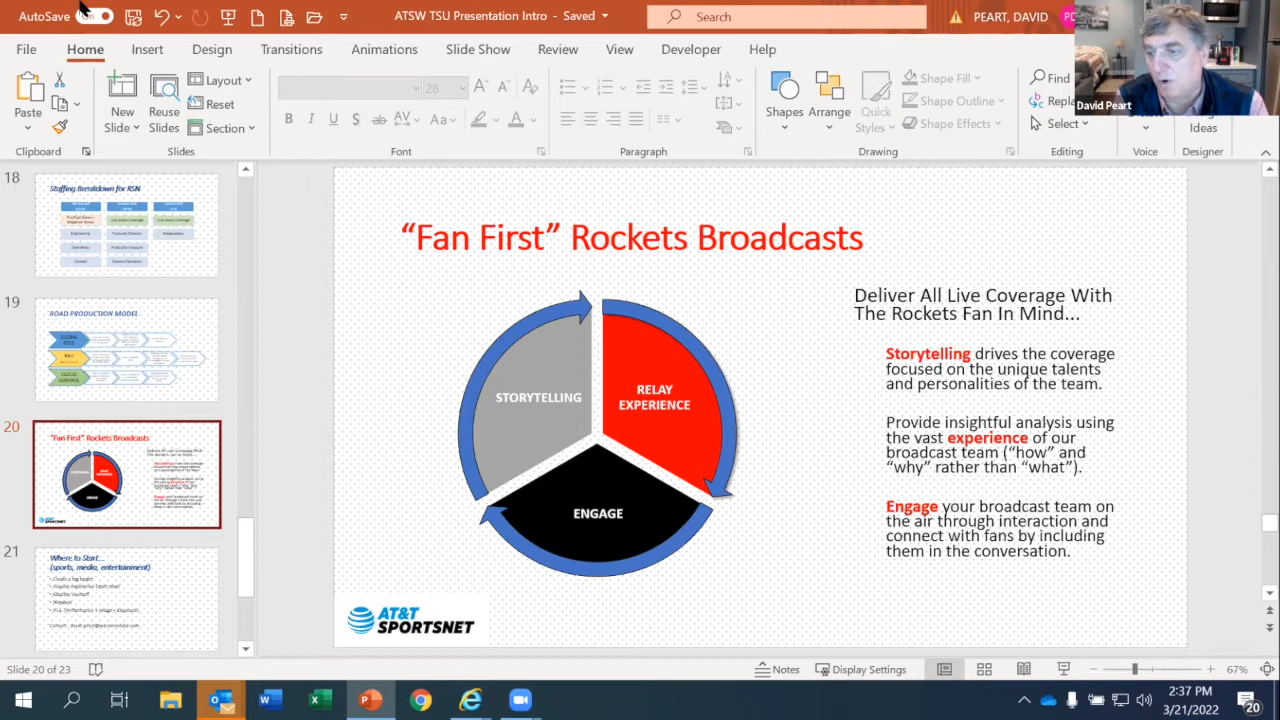 AutoSave On ATSW TSU Presentation Intro - Saved Search PEART, DAVID PD
File Home Insert Design Transitions Animations Slide Show Review View Developer Help
David Peart
Paste New Slides Reuse Slides Layout Reset Section
B Aa A
Shapes Arrange Quick Styles Shape Fill Shape Outline Shape Effects
Find
Select
Ideas
Clipboard Slides Font Paragraph Drawing Editing Voice Designer
18
Staffing Breakdown for RSN
19
ROAD PRODUCTION MODEL
GLOBAL FEED
CLOUD CONTROL
20
"Fan First" Rockets Broadcasts
21
Where to Start...
(sports, media, entertainment)
“Fan First” Rockets Broadcasts
STORYTELLING
RELAY
EXPERIENCE
ENGAGE
Deliver All Live Coverage With
The Rockets Fan In Mind...
Storytelling drives the coverage
focused on the unique talents
and personalities of the team.
Provide insightful analysis using
the vast experience of our
broadcast team (“how” and
“why” rather than “what”).
Engage your broadcast team on
the air through interaction and
connect with fans by including
them in the conversation.
AT&T
SPORTSNET
Slide 20 of 23 Notes Display Settings 67%
2:37 PM
3/21/2022
20